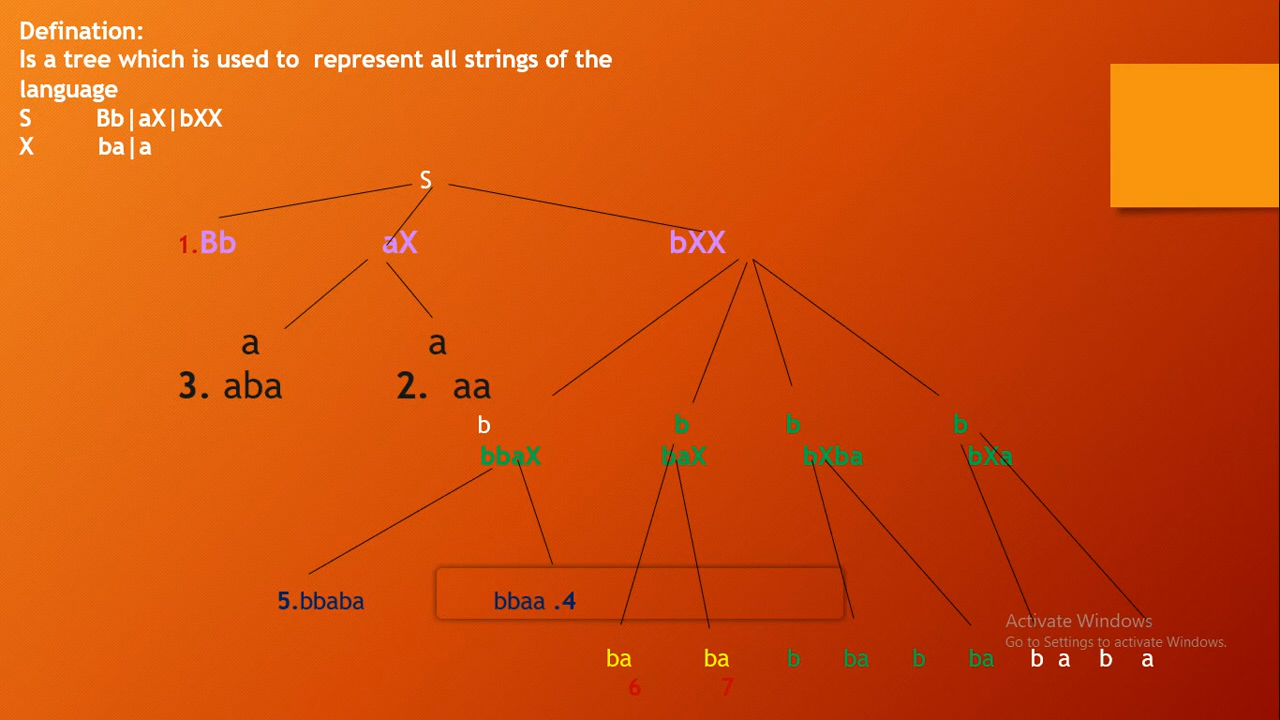 Defination:
Is a tree which is used to represent all strings of the
language
S Bb|aX|bXX
X ba|a
S
1.Bb aX bXX
a a
3. aba 2. aa
b b b b
bbaX baX bXba bXa
5.bbaba bbaa .4
Activate Windows
Go to Settings to activate Windows.
ba ba b ba b ba b a b a
6 7